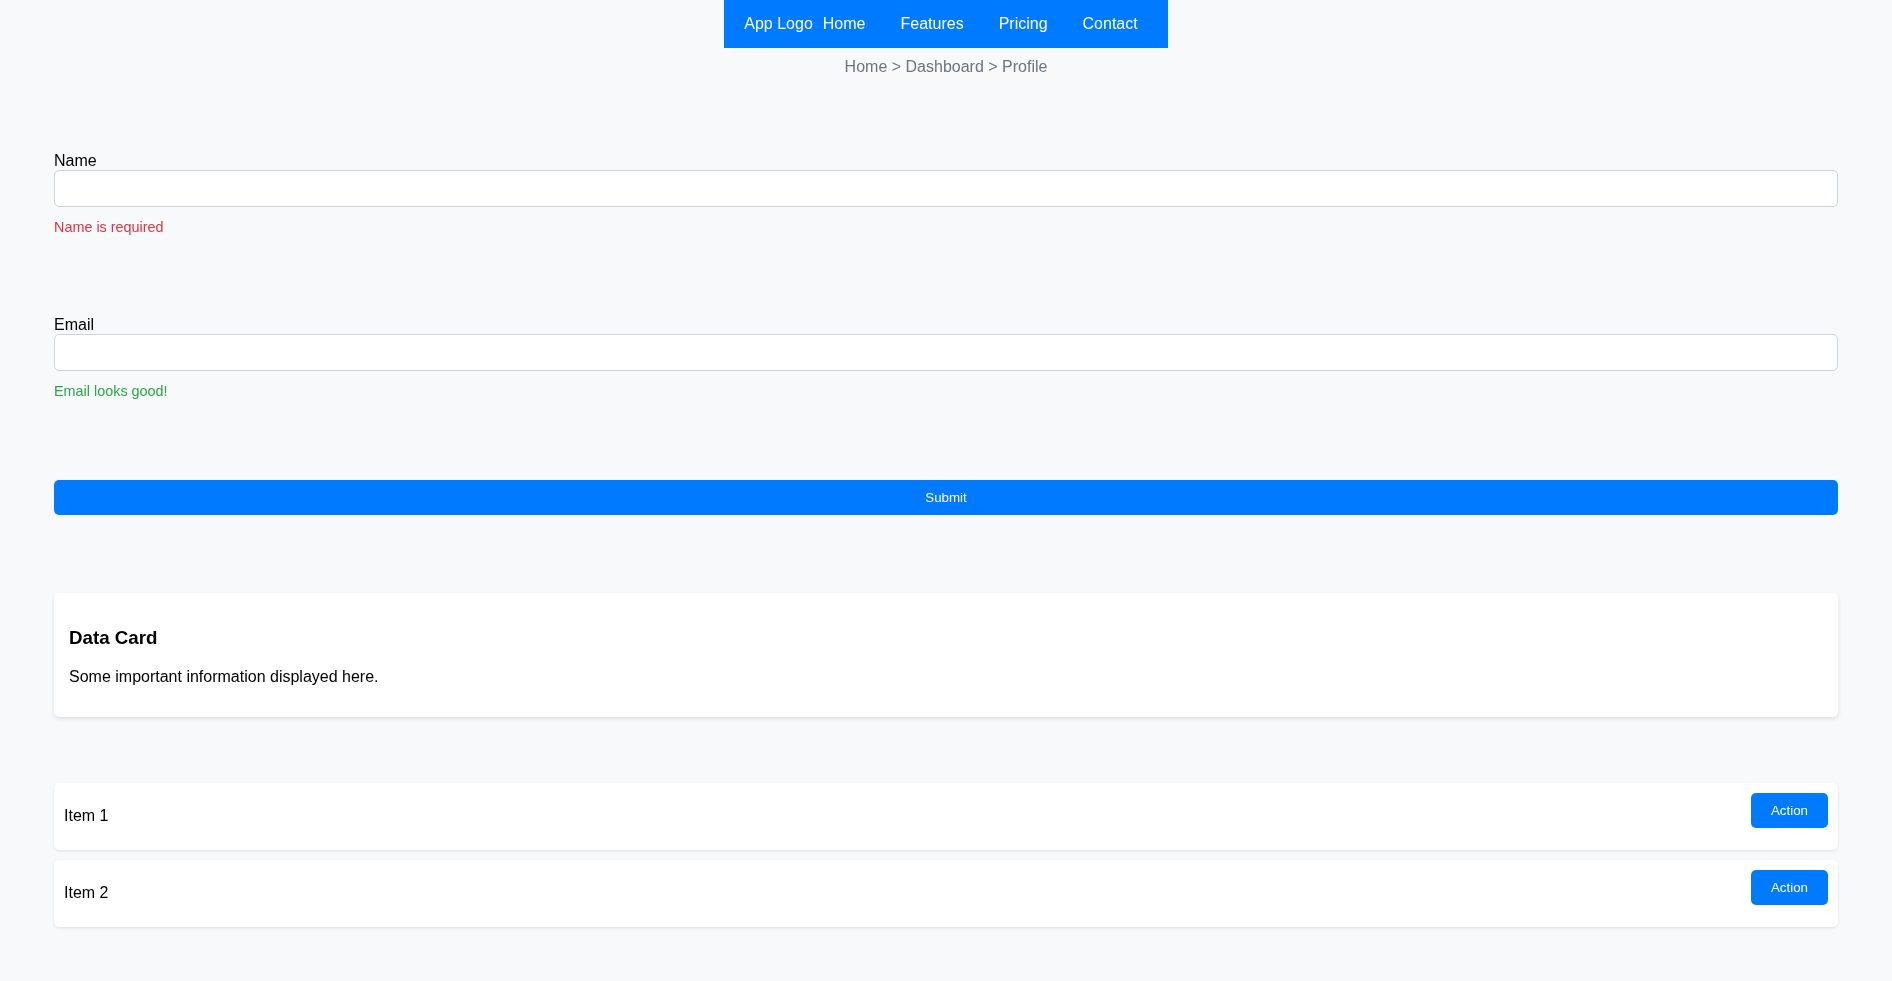 App Logo Home Features Pricing Contact
Home > Dashboard > Profile
Name
Name is required
Email
Email looks good!
Submit
Data Card
Some important information displayed here.
Item 1 Action
Item 2 Action